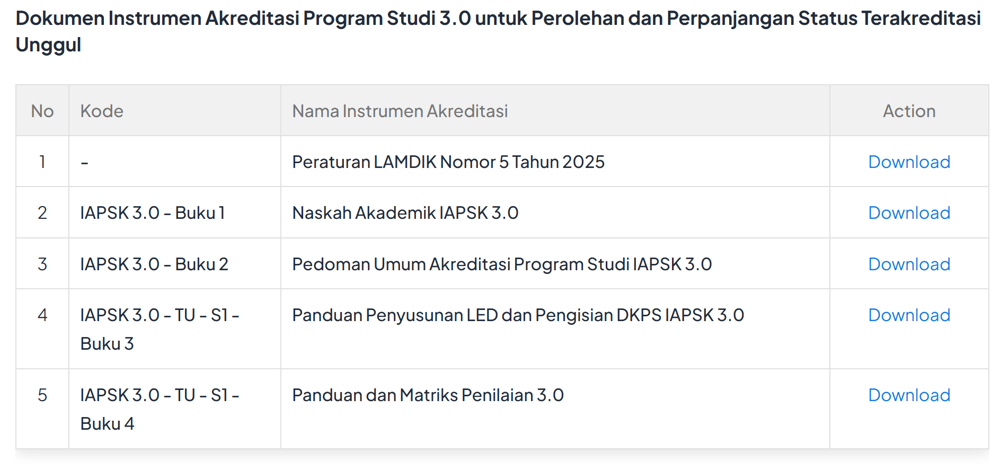 Dokumen Instrumen Akreditasi Program Studi 3.0 untuk Perolehan dan Perpanjangan Status Terakreditasi
Unggul
No Kode Nama Instrumen Akreditasi Action
1 - Peraturan LAMDIK Nomor 5 Tahun 2025 Download
2 IAPSK 3.0 - Buku 1 Naskah Akademik IAPSK 3.0 Download
3 IAPSK 3.0 - Buku 2 Pedoman Umum Akreditasi Program Studi IAPSK 3.0 Download
4 IAPSK 3.0 - TU - S1 - Panduan Penyusunan LED dan Pengisian DKPS IAPSK 3.0 Download
Buku 3
5 IAPSK 3.0 - TU - S1 - Panduan dan Matriks Penilaian 3.0 Download
Buku 4